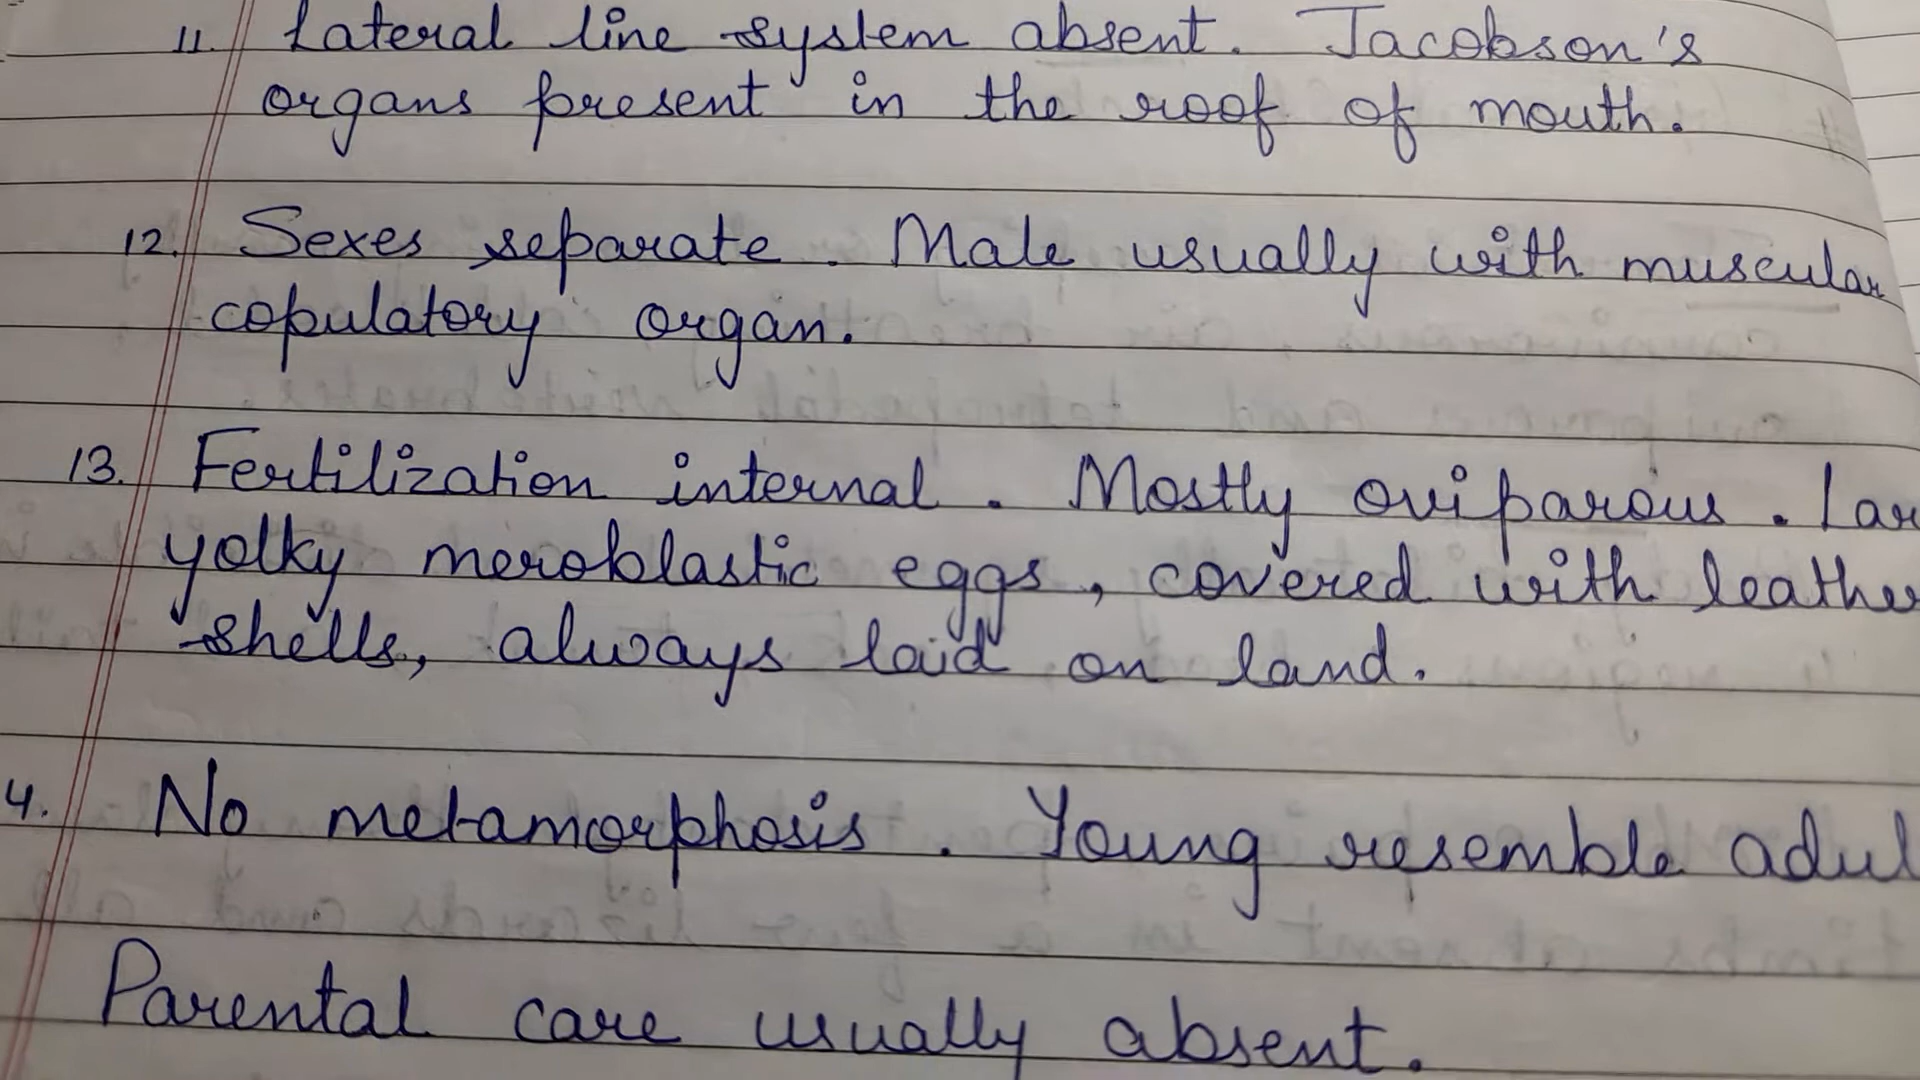 11. Lateral line system absent. Jacobson's
organs present in the roof of mouth.
12. Sexes separate. Male usually with muscular
copulatory organ.
13. Fertilization internal. Mostly oviparous. Lar
yolky meroblastic eggs, covered with leathe
shells, always laid on land.
4. No metamorphosis. Young resemble adul
Parental care usually absent.